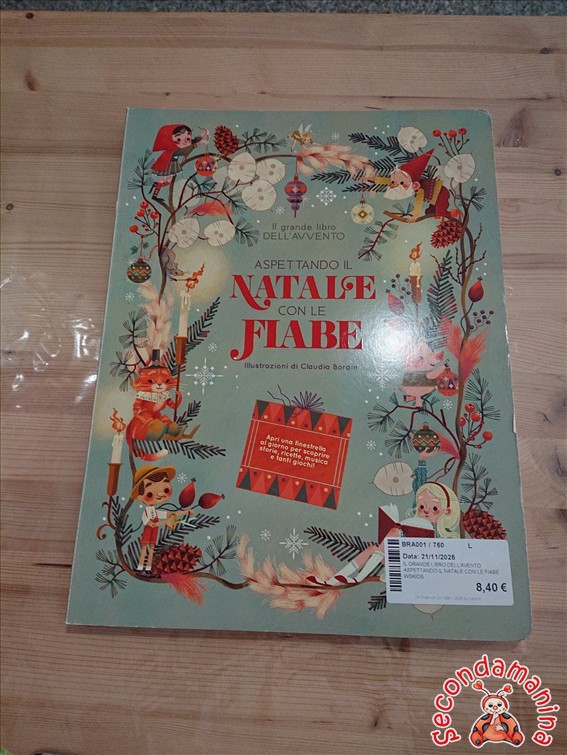 Il grande libro
DELL'AVVENTO
ASPETTANDO IL
NATALE
CON LE
FIABE
Illustrazioni di Claudia Bordin
Apri una finestrella
al giorno per scoprire
storie, ricette, musica
e tanti giochi!
BRA001 / 760 L
Data: 21/11/2025
IL GRANDE LIBRO DELL'AVENTO.
ASPETTANDO IL NATALE CON LE FIABE
WSKIDS
8,40 €
Secondamanina